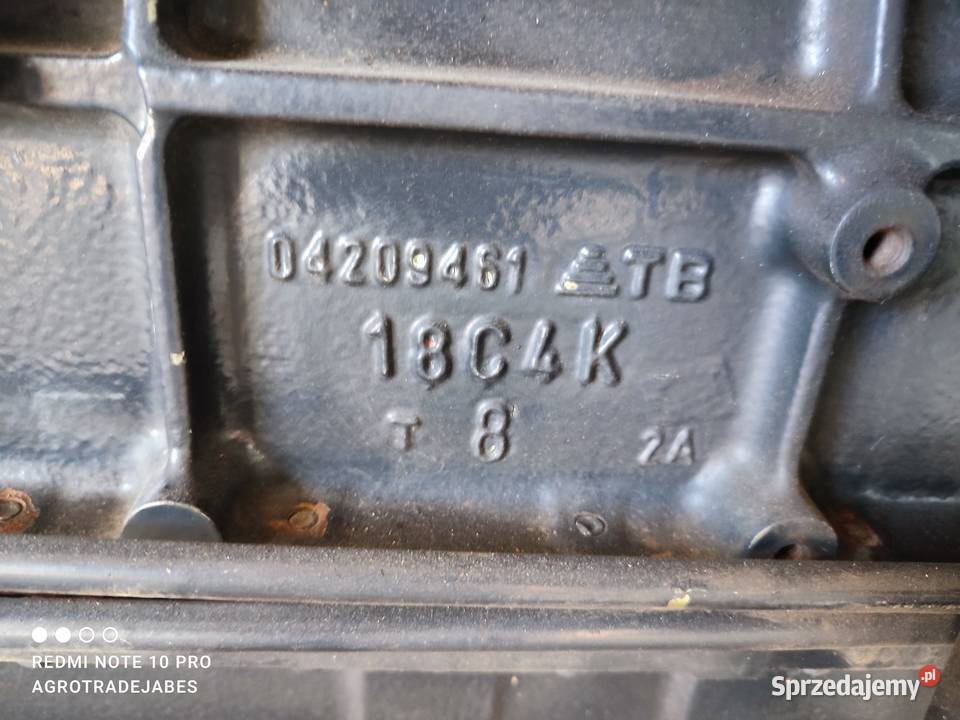 04209461 TB
18C4K
T 8 2A
REDMI NOTE 10 PRO
AGROTRADEJABES
Sprzedajemy.pl